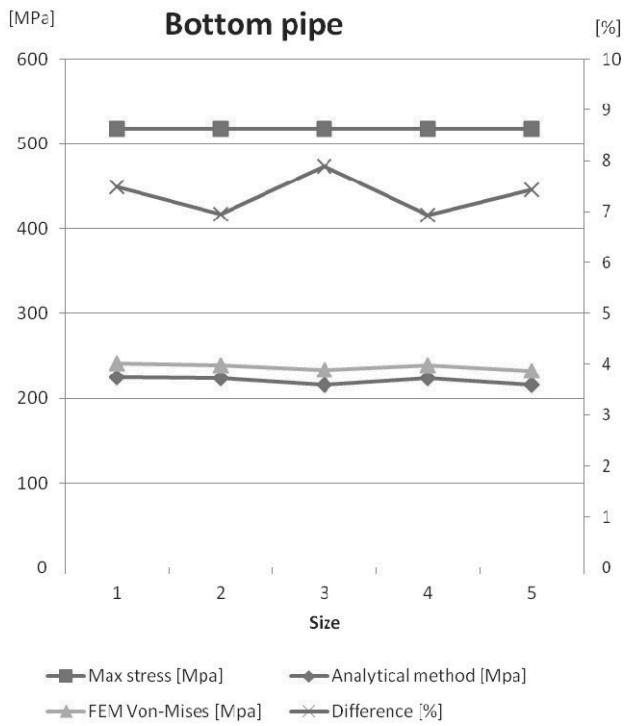 [MPa]
Bottom pipe
[%]
600
500
400
300
200
100
0
10
9
8
7
6
5
4
3
2
1
0
1 2 3 4 5
Size
Max stress [Mpa]
Analytical method [Mpa]
FEM Von-Mises [Mpa]
Difference [%]